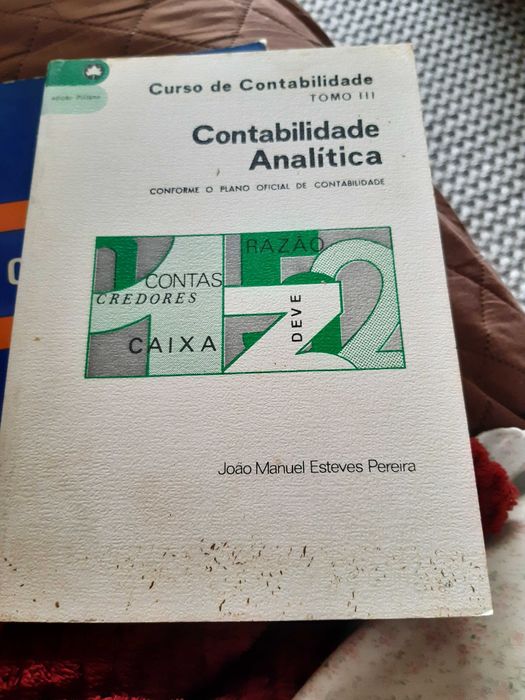 Curso de Contabilidade
TOMO III
Contabilidade
Analítica
CONFORME O PLANO OFICIAL DE CONTABILIDADE
RAZÃO
CONTAS
CREDORES
DEVE
CAIXA
João Manuel Esteves Pereira